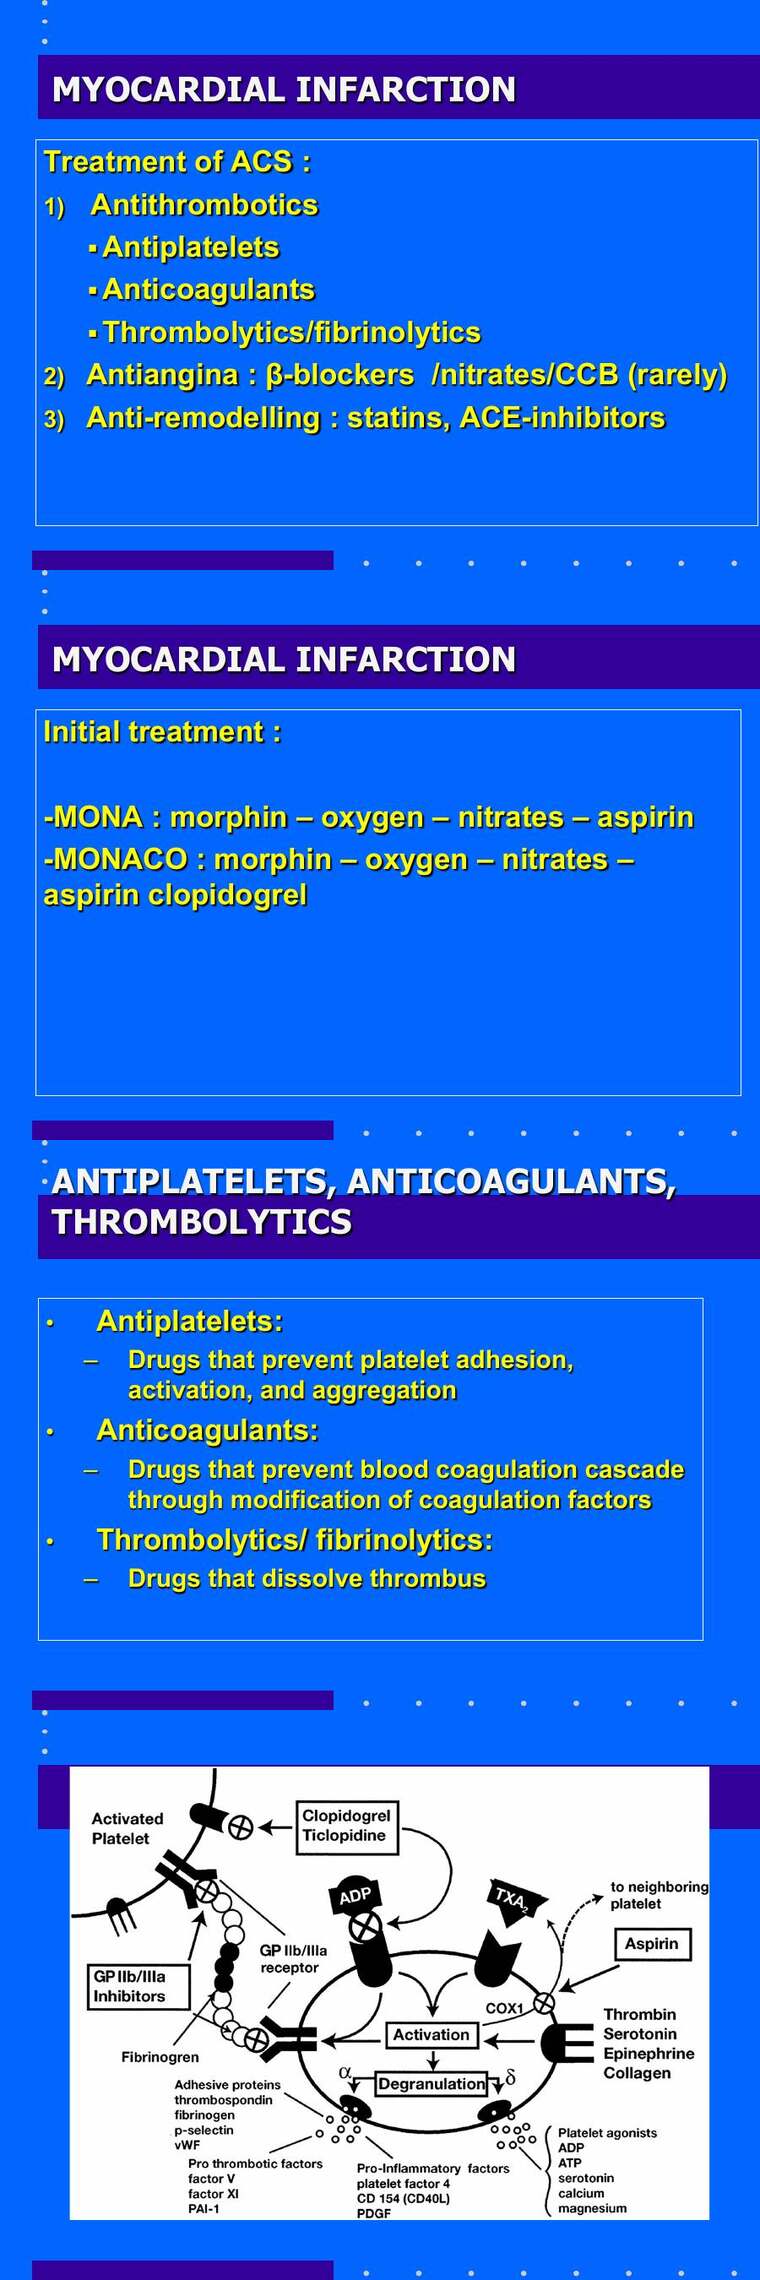 MYOCARDIAL INFARCTION
Treatment of ACS :
1) Antithrombotics
▪ Antiplatelets
▪ Anticoagulants
▪ Thrombolytics/fibrinolytics
2) Antiangina : β-blockers /nitrates/CCB (rarely)
3) Anti-remodelling : statins, ACE-inhibitors
MYOCARDIAL INFARCTION
Initial treatment :
-MONA : morphin – oxygen – nitrates – aspirin
-MONACO : morphin – oxygen – nitrates –
aspirin clopidogrel
ANTIPLATELETS, ANTICOAGULANTS,
THROMBOLYTICS
• Antiplatelets:
– Drugs that prevent platelet adhesion,
activation, and aggregation
• Anticoagulants:
– Drugs that prevent blood coagulation cascade
through modification of coagulation factors
• Thrombolytics/ fibrinolytics:
– Drugs that dissolve thrombus
Activated
Platelet
Clopidogrel
Ticlopidine
ADP
TXA2
to neighboring
platelet
Aspirin
GP IIb/IIIa
receptor
GP IIb/IIIa
Inhibitors
COX1
Thrombin
Serotonin
Epinephrine
Collagen
Activation
Fibrinogren
α
Degranulation
δ
Adhesive proteins
thrombospondin
fibrinogen
p-selectin
vWF
Pro thrombotic factors
factor V
factor XI
PAI-1
Pro-Inflammatory factors
platelet factor 4
CD 154 (CD40L)
PDGF
Platelet agonists
ADP
ATP
serotonin
calcium
magnesium